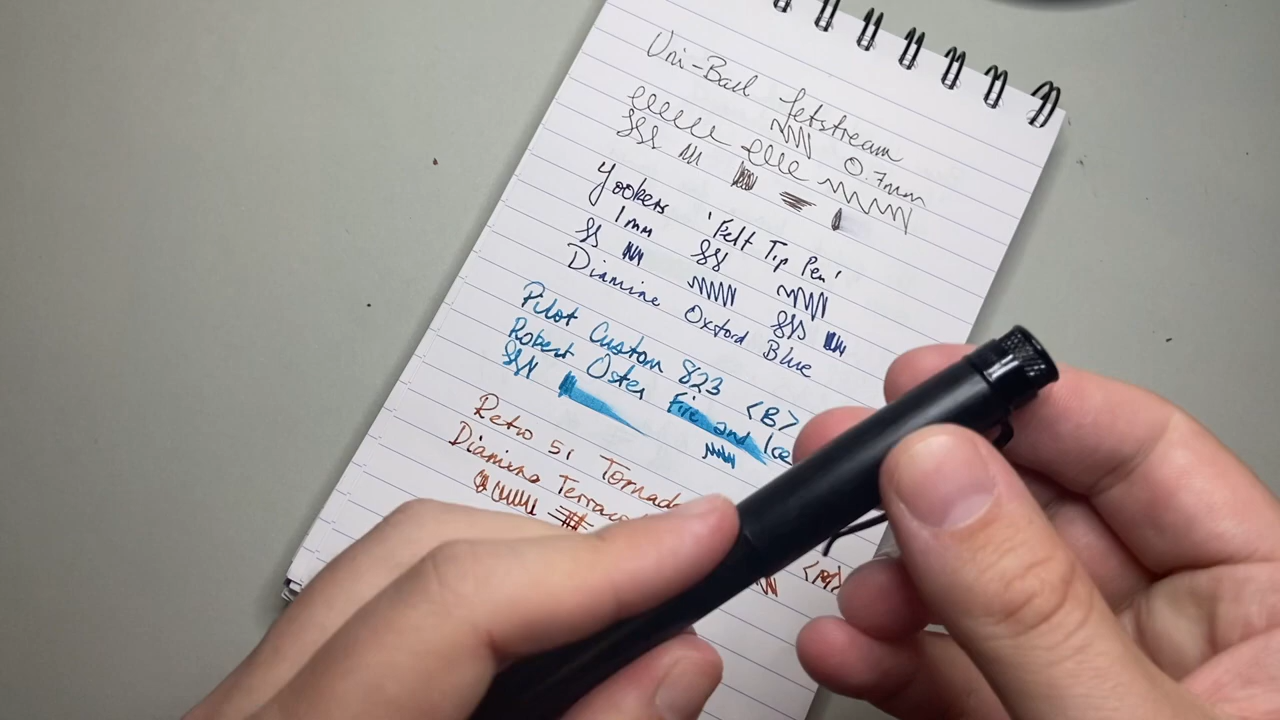 Uni-Ball Jetstream
0.7mm
Yookers 'Felt Tip Pen'
1mm
Diamine Oxford Blue
Pilot Custom 823 <B>
Robert Oster Fire and Ice
Retro 51 Tornado
Diamine
<M>